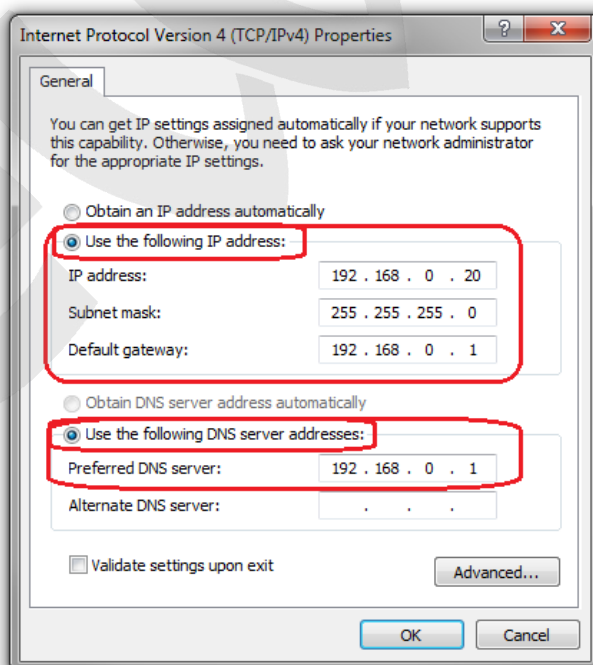 Internet Protocol Version 4 (TCP/IPv4) Properties
General
You can get IP settings assigned automatically if your network supports
this capability. Otherwise, you need to ask your network administrator
for the appropriate IP settings.
Obtain an IP address automatically
Use the following IP address:
IP address: 192 . 168 . 0 . 20
Subnet mask: 255 . 255 . 255 . 0
Default gateway: 192 . 168 . 0 . 1
Obtain DNS server address automatically
Use the following DNS server addresses:
Preferred DNS server: 192 . 168 . 0 . 1
Alternate DNS server: . . .
Validate settings upon exit
Advanced...
OK Cancel